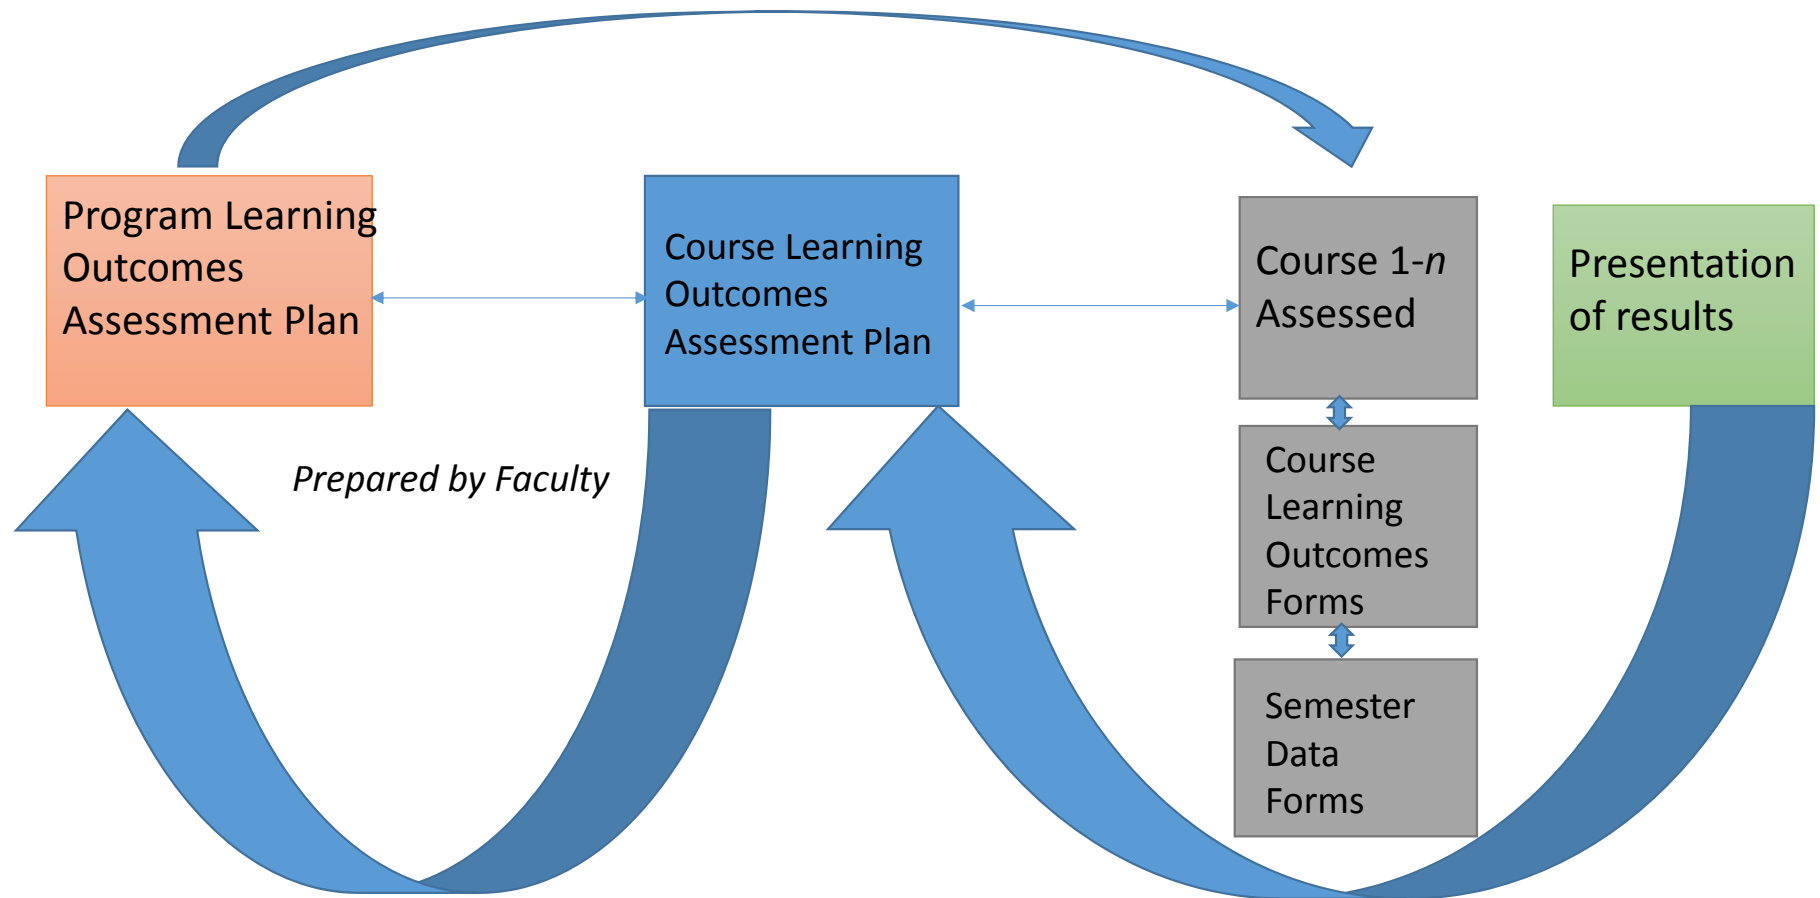 Program Learning
Outcomes
Assessment Plan
Course Learning
Outcomes
Assessment Plan
Course 1-n
Assessed
Presentation
of results
Prepared by Faculty
Course
Learning
Outcomes
Forms
Semester
Data
Forms